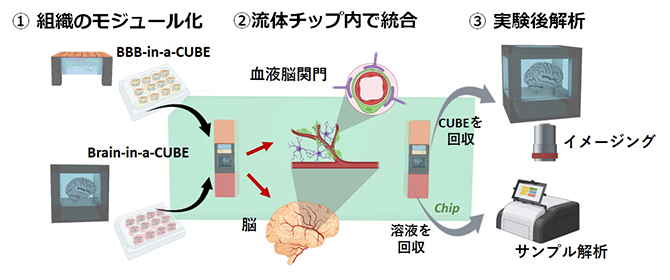 ① 組織のモジュール化
②流体チップ内で統合
③ 実験後解析
BBB-in-a-CUBE
血液脳関門
CUBEを
回収
イメージング
Brain-in-a-CUBE
脳
Chip
溶液を
回収
サンプル解析